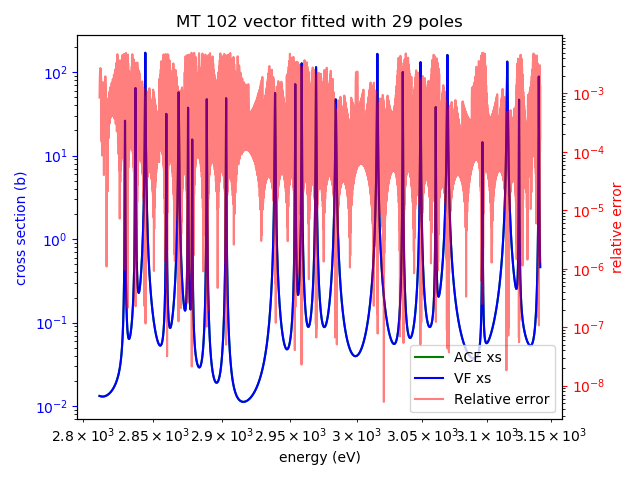 MT 102 vector fitted with 29 poles
10²
10¹
10⁰
10⁻¹
10⁻²
cross section (b)
10⁻³
10⁻⁴
10⁻⁵
10⁻⁶
10⁻⁷
10⁻⁸
relative error
ACE xs
VF xs
Relative error
2.8 × 10³ 2.85 × 10³ 2.9 × 10³ 2.95 × 10³ 3 × 10³ 3.05 × 10³ 3.1 × 10³ 3.15 × 10³
energy (eV)